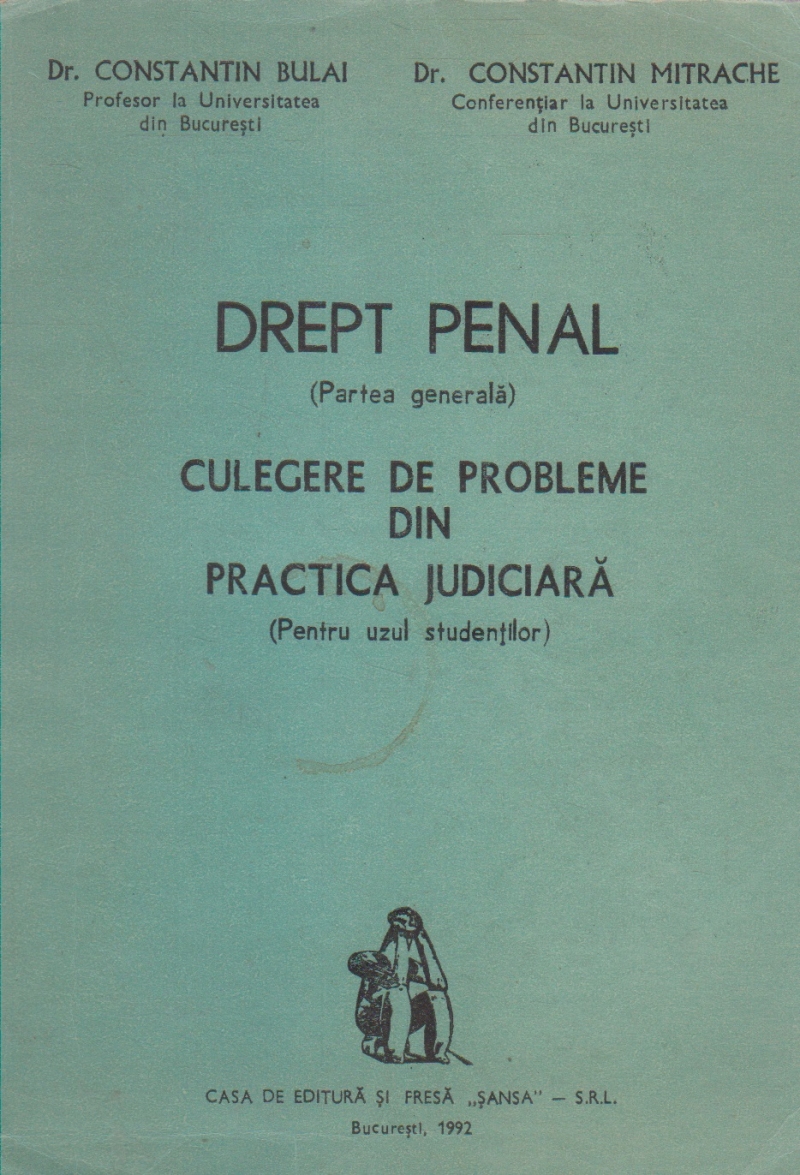 Dr. CONSTANTIN BULAI
Profesor la Universitatea
din București
Dr. CONSTANTIN MITRACHE
Conferențiar la Universitatea
din București
DREPT PENAL
(Partea generală)
CULEGERE DE PROBLEME
DIN
PRACTICA JUDICIARĂ
(Pentru uzul studenților)
CASA DE EDITURĂ ȘI FRESĂ „ȘANSA” — S.R.L.
București, 1992